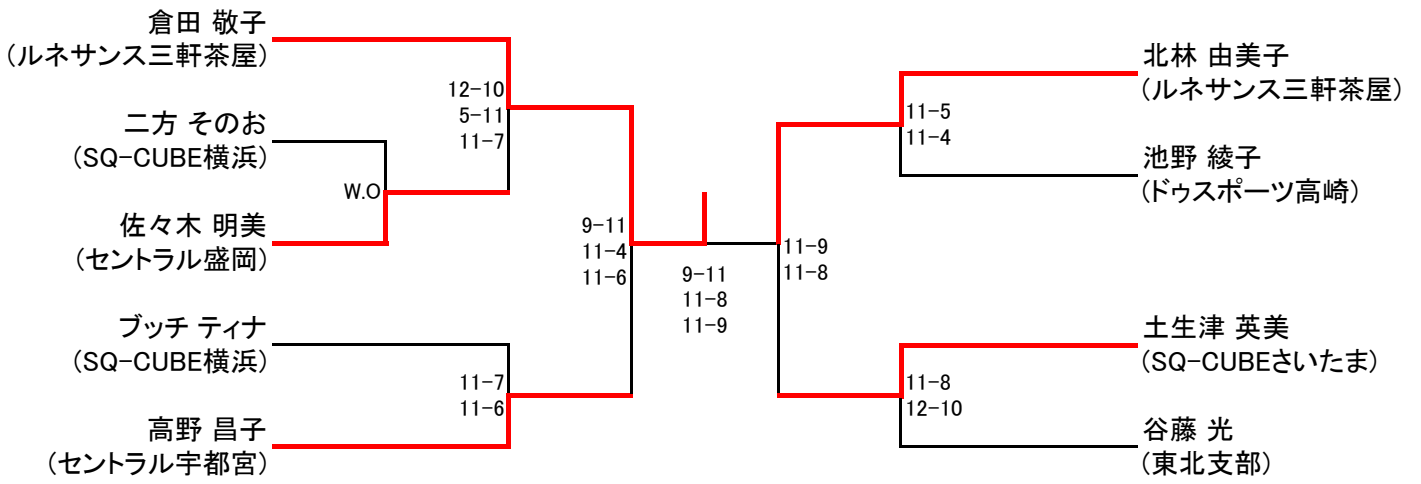 倉田 敬子
(ルネサンス三軒茶屋)
二方 そのお
(SQ-CUBE横浜)
佐々木 明美
(セントラル盛岡)
ブッチ ティナ
(SQ-CUBE横浜)
高野 昌子
(セントラル宇都宮)
W.O
12-10
5-11
11-7
11-7
11-6
9-11
11-4
11-6
9-11
11-8
11-9
11-9
11-8
11-5
11-4
11-8
12-10
北林 由美子
(ルネサンス三軒茶屋)
池野 綾子
(ドゥスポーツ高崎)
土生津 英美
(SQ-CUBEさいたま)
谷藤 光
(東北支部)